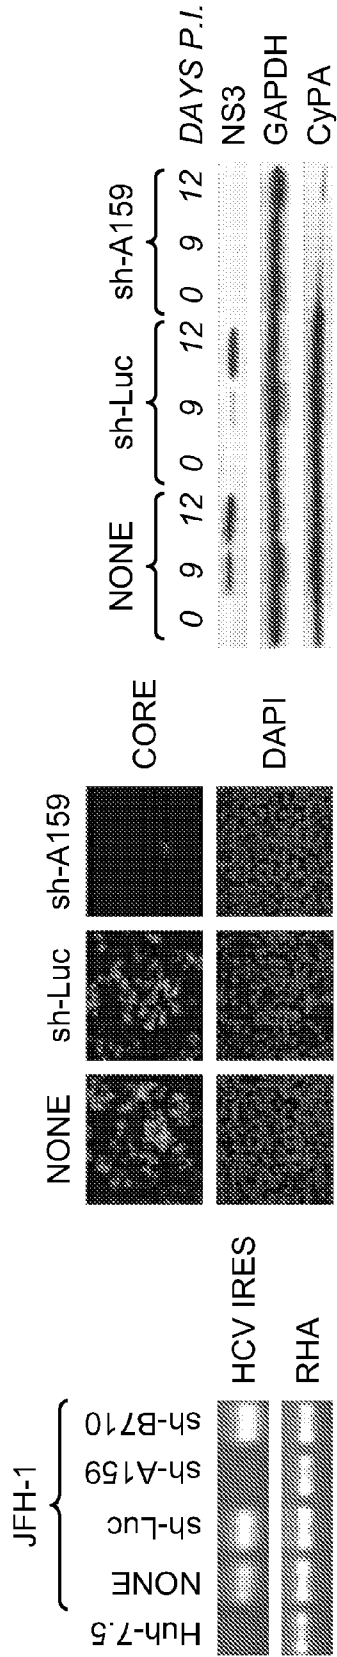 JFH-1
Huh-7.5 NONE sh-Luc sh-A159 sh-B710
HCV IRES
RHA
NONE sh-Luc sh-A159
CORE
DAPI
NONE sh-Luc sh-A159
0 9 12 0 9 12 0 9 12 DAYS P.I.
NS3
GAPDH
CyPA